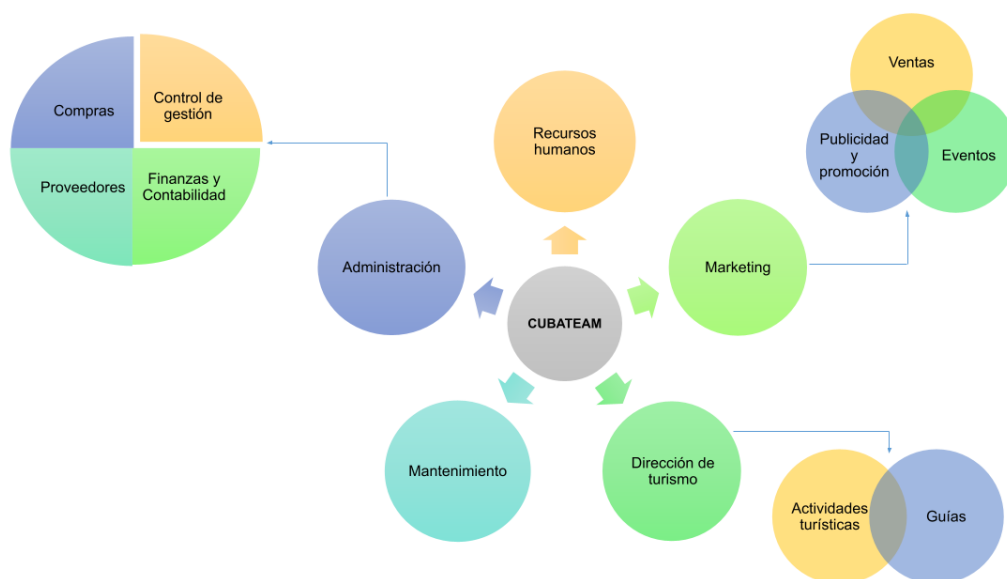 Compras
Control de
gestión
Proveedores
Finanzas y
Contabilidad
Administración
Recursos
humanos
Marketing
Ventas
Publicidad
y
promoción
Eventos
CUBATEAM
Mantenimiento
Dirección de
turismo
Actividades
turísticas
Guías